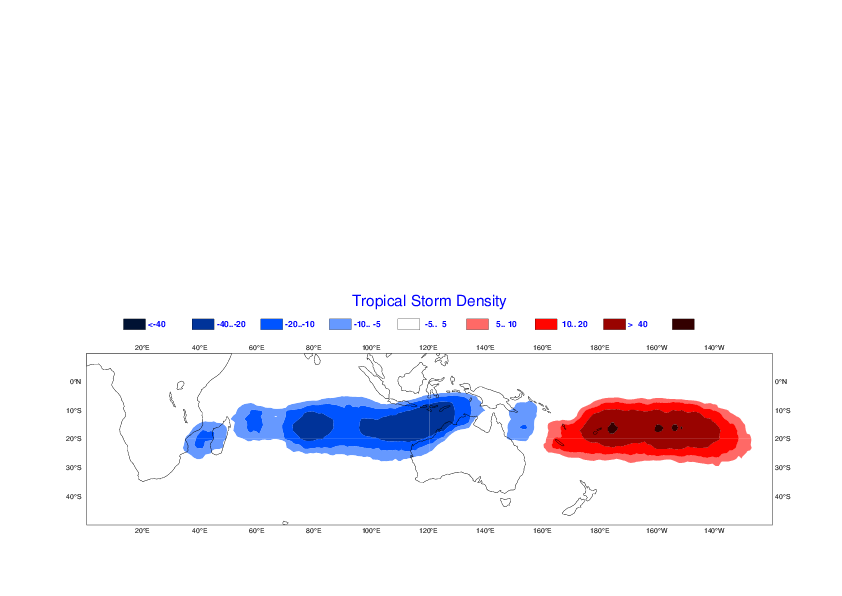 Tropical Storm Density
<-40 -40..-20 -20..-10 -10.. -5 -5.. 5 5.. 10 10.. 20 > 40
20°E 40°E 60°E 80°E 100°E 120°E 140°E 160°E 180°E 160°W 140°W
0°N 0°N
10°S 10°S
20°S 20°S
30°S 30°S
40°S 40°S
20°E 40°E 60°E 80°E 100°E 120°E 140°E 160°E 180°E 160°W 140°W